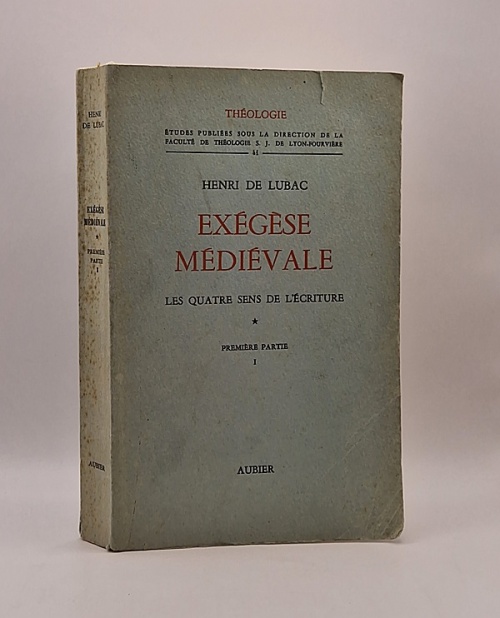 THÉOLOGIE
ÉTUDES PUBLIÉES SOUS LA DIRECTION DE LA
FACULTÉ DE THÉOLOGIE S. J. DE LYON-FOURVIÈRE
41
HENRI DE LUBAC
EXÉGÈSE
MÉDIÉVALE
LES QUATRE SENS DE L'ÉCRITURE
★
PREMIÈRE PARTIE
I
AUBIER
HENRI
DE LUBAC
EXÉGÈSE
MÉDIÉVALE
★
PREMIÈRE
PARTIE
I
AUBIER